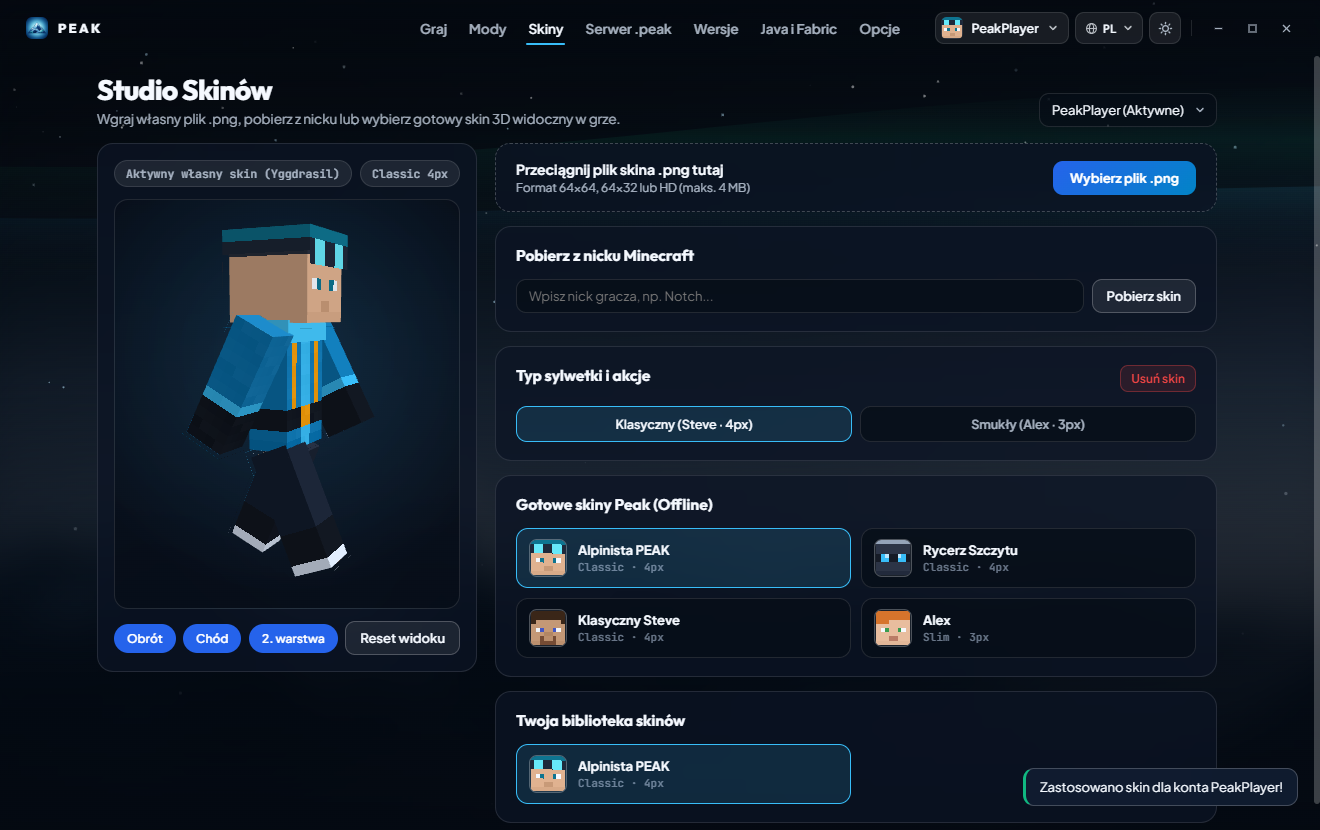 PEAK
Graj
Mody
Skiny
Serwer .peak
Wersje
Java i Fabric
Opcje
PeakPlayer
PL
Studio Skinów
Wgraj własny plik .png, pobierz z nicku lub wybierz gotowy skin 3D widoczny w grze.
PeakPlayer (Aktywne)
Aktywny własny skin (Yggdrasil)
Classic 4px
Obrót
Chód
2. warstwa
Reset widoku
Przeciągnij plik skina .png tutaj
Format 64×64, 64×32 lub HD (maks. 4 MB)
Wybierz plik .png
Pobierz z nicku Minecraft
Wpisz nick gracza, np. Notch...
Pobierz skin
Typ sylwetki i akcje
Usuń skin
Klasyczny (Steve · 4px)
Smukły (Alex · 3px)
Gotowe skiny Peak (Offline)
Alpinista PEAK
Classic · 4px
Rycerz Szczytu
Classic · 4px
Klasyczny Steve
Classic · 4px
Alex
Slim · 3px
Twoja biblioteka skinów
Alpinista PEAK
Classic · 4px
Zastosowano skin dla konta PeakPlayer!